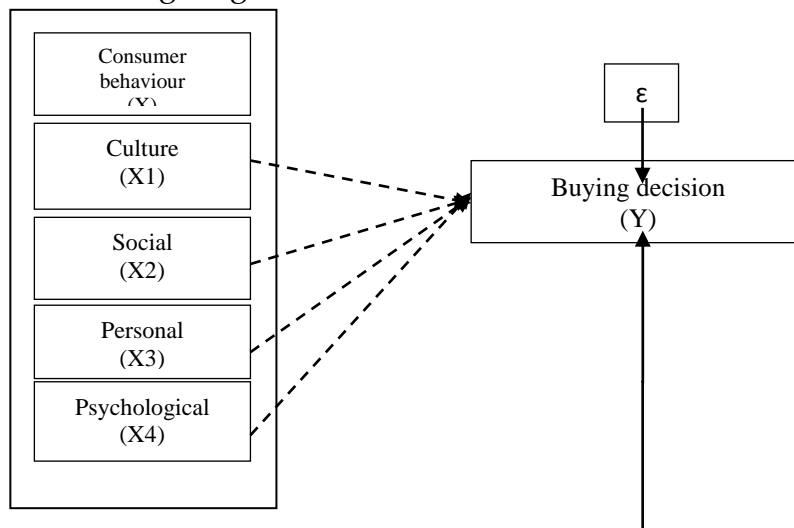 Consumer
behaviour
(X)
Culture
(X1)
Social
(X2)
Personal
(X3)
Psychological
(X4)
ε
Buying decision
(Y)